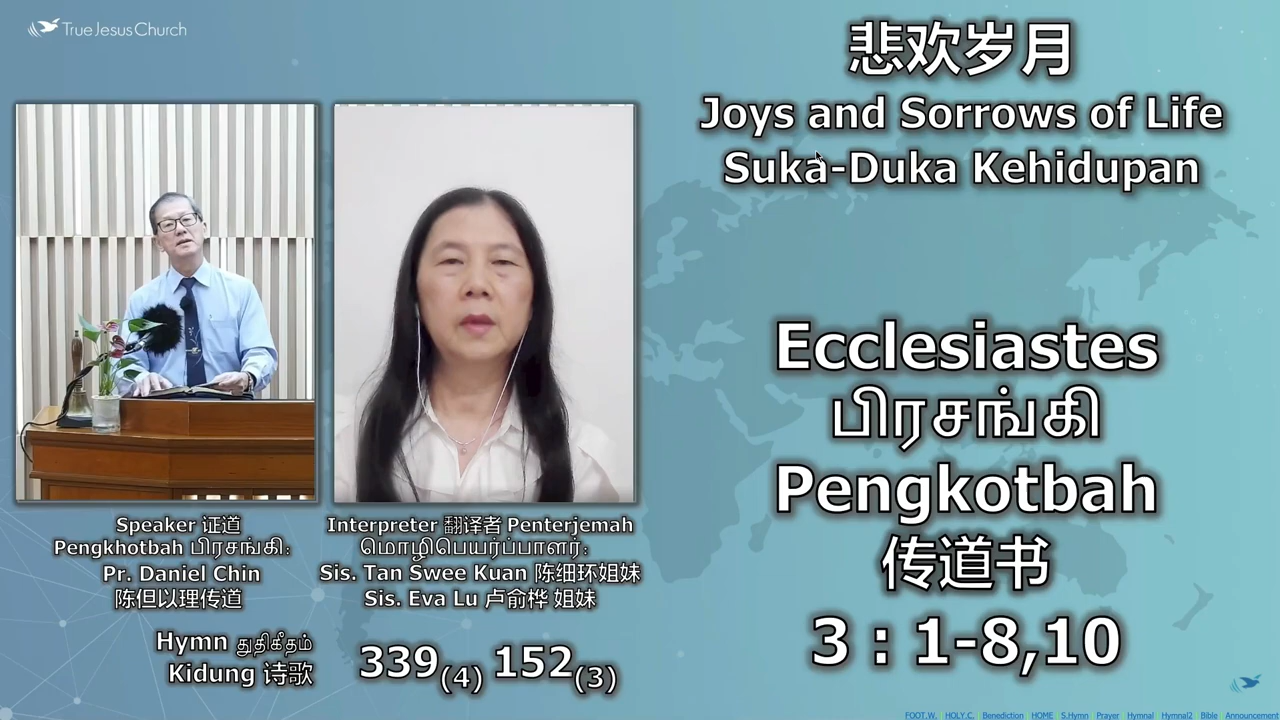 True Jesus Church
悲欢岁月
Joys and Sorrows of Life
Suka-Duka Kehidupan
Ecclesiastes
பிரசங்கி
Pengkotbah
传道书
3 : 1-8,10
Speaker 证道
Pengkhotbah பிரசங்கி:
Pr. Daniel Chin
陈但以理传道
Interpreter 翻译者 Penterjemah
மொழிபெயர்ப்பாளர்:
Sis. Tan Swee Kuan 陈细环姐妹
Sis. Eva Lu 卢俞桦 姐妹
Hymn துதிகீதம்
Kidung 诗歌
339(4) 152(3)
FOOT.W. | HOLY.C. | Benediction | HOME | S.Hymn | Prayer | Hymnal | Hymnal2 | Bible | Announcement